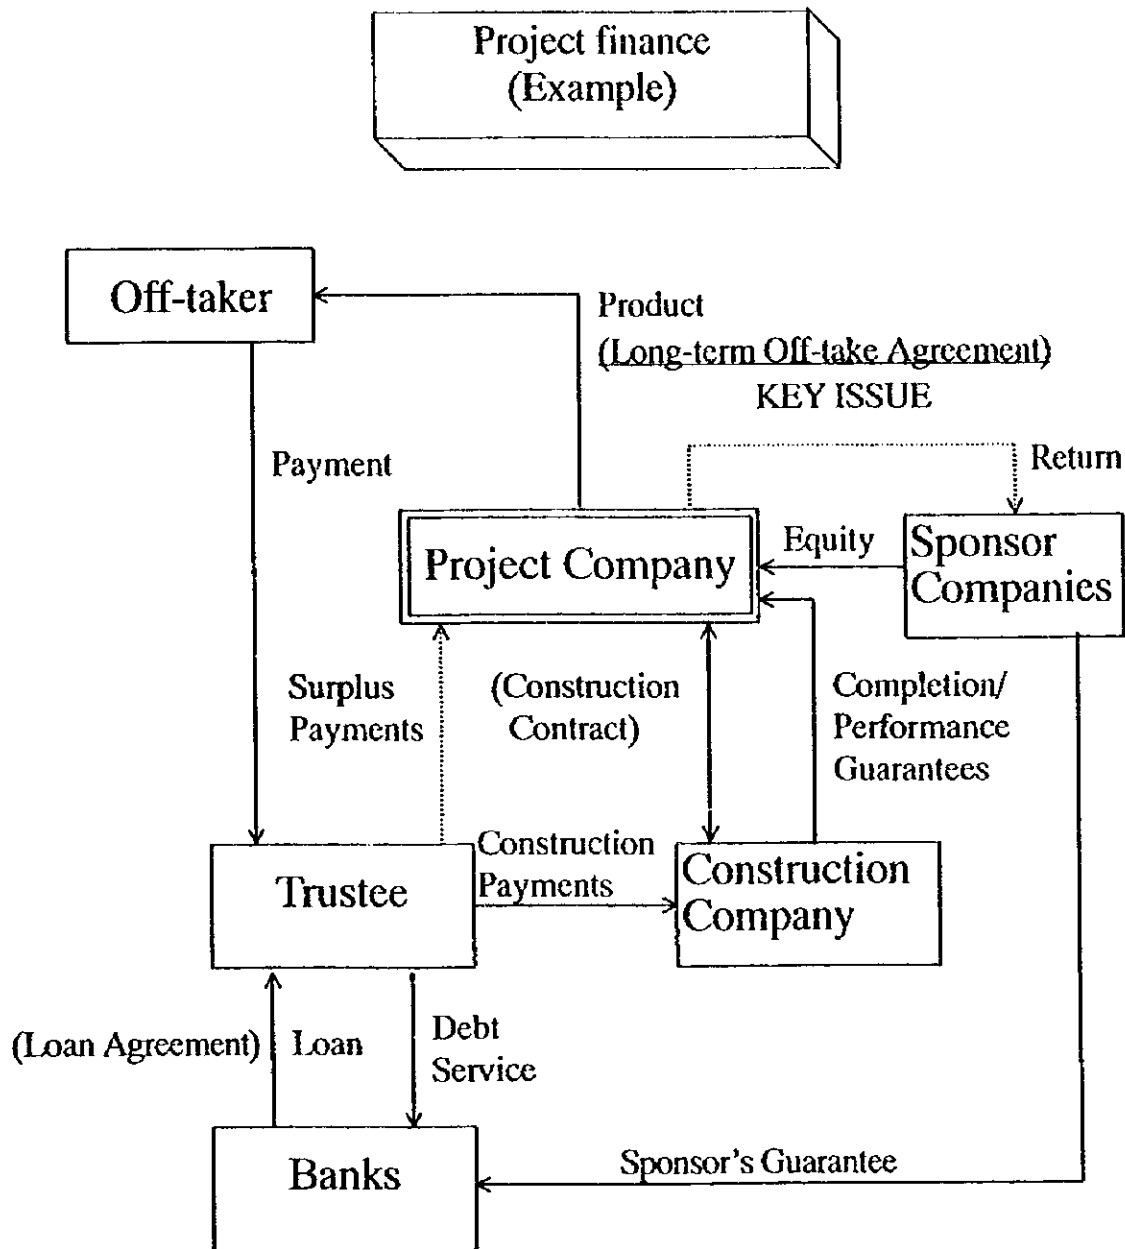 Project finance
(Example)
Off-taker
Product
(Long-term Off-take Agreement)
KEY ISSUE
Payment
Return
Project Company
Equity
Sponsor
Companies
Surplus
Payments
(Construction
Contract)
Completion/
Performance
Guarantees
Trustee
Construction
Payments
Construction
Company
(Loan Agreement)
Loan
Debt
Service
Banks
Sponsor's Guarantee